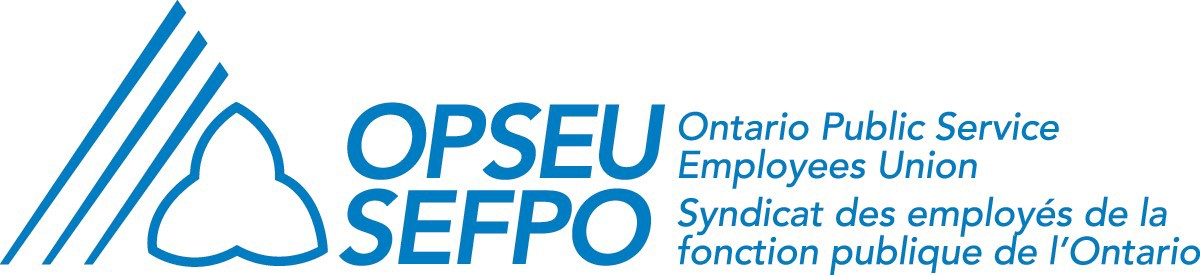 OPSEU
SEFPO
Ontario Public Service
Employees Union
Syndicat des employés de la
fonction publique de l'Ontario